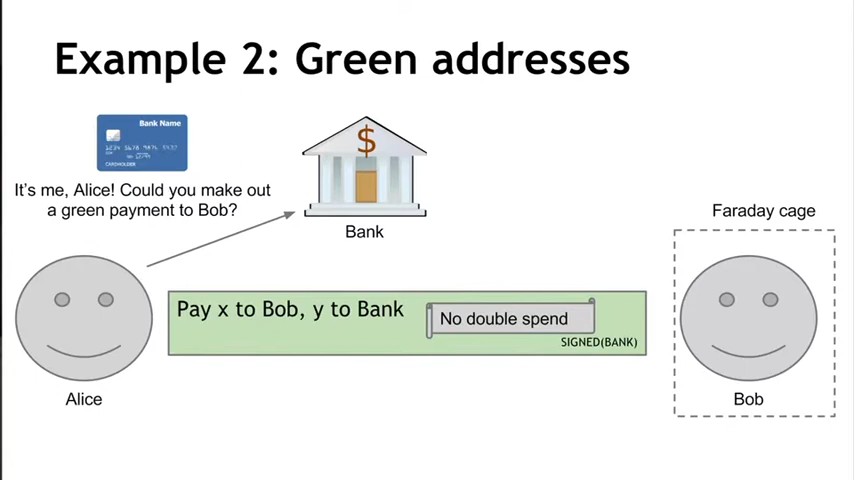 Example 2: Green addresses
Bank Name
CARDHOLDER
It's me, Alice! Could you make out
a green payment to Bob?
$
Bank
Faraday cage
Pay x to Bob, y to Bank
No double spend
SIGNED(BANK)
Alice
Bob